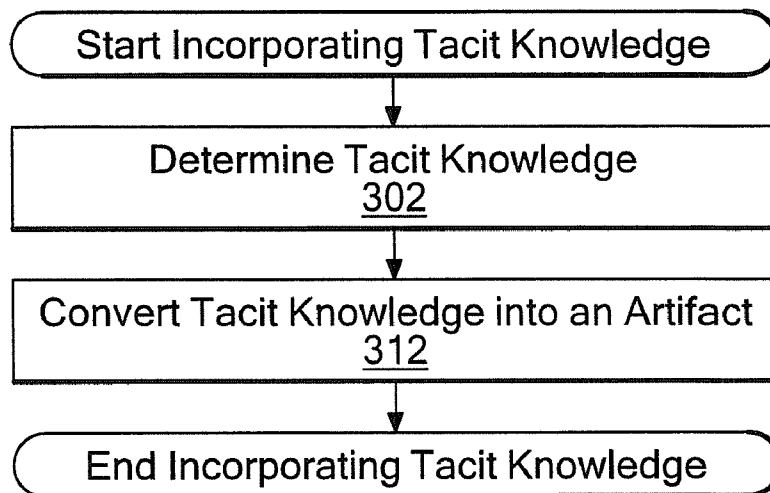 Start Incorporating Tacit Knowledge
Determine Tacit Knowledge
302
Convert Tacit Knowledge into an Artifact
312
End Incorporating Tacit Knowledge